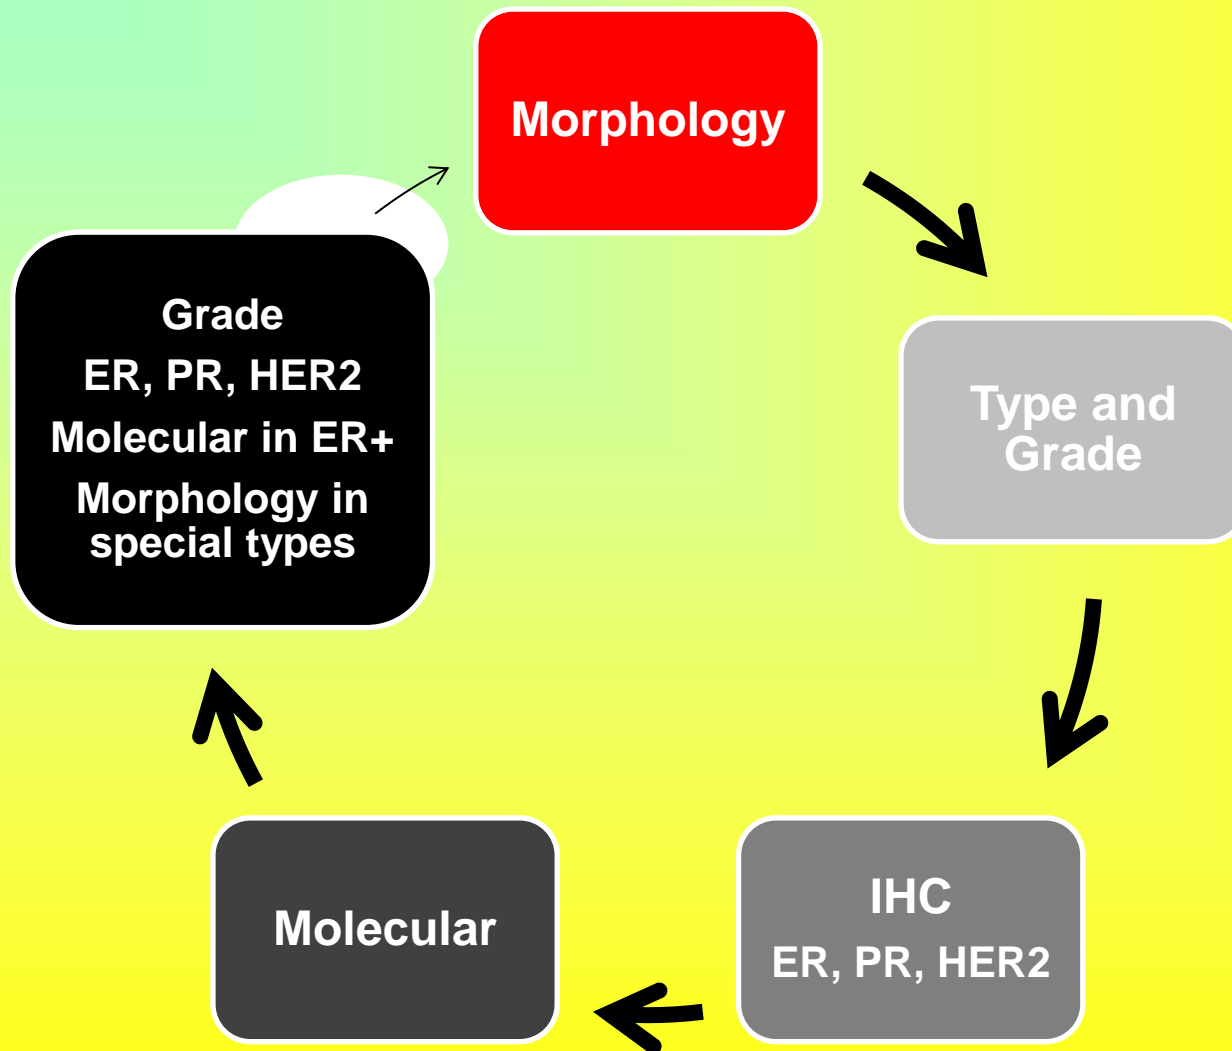 Morphology
Type and
Grade
IHC
ER, PR, HER2
Molecular
Grade
ER, PR, HER2
Molecular in ER+
Morphology in
special types